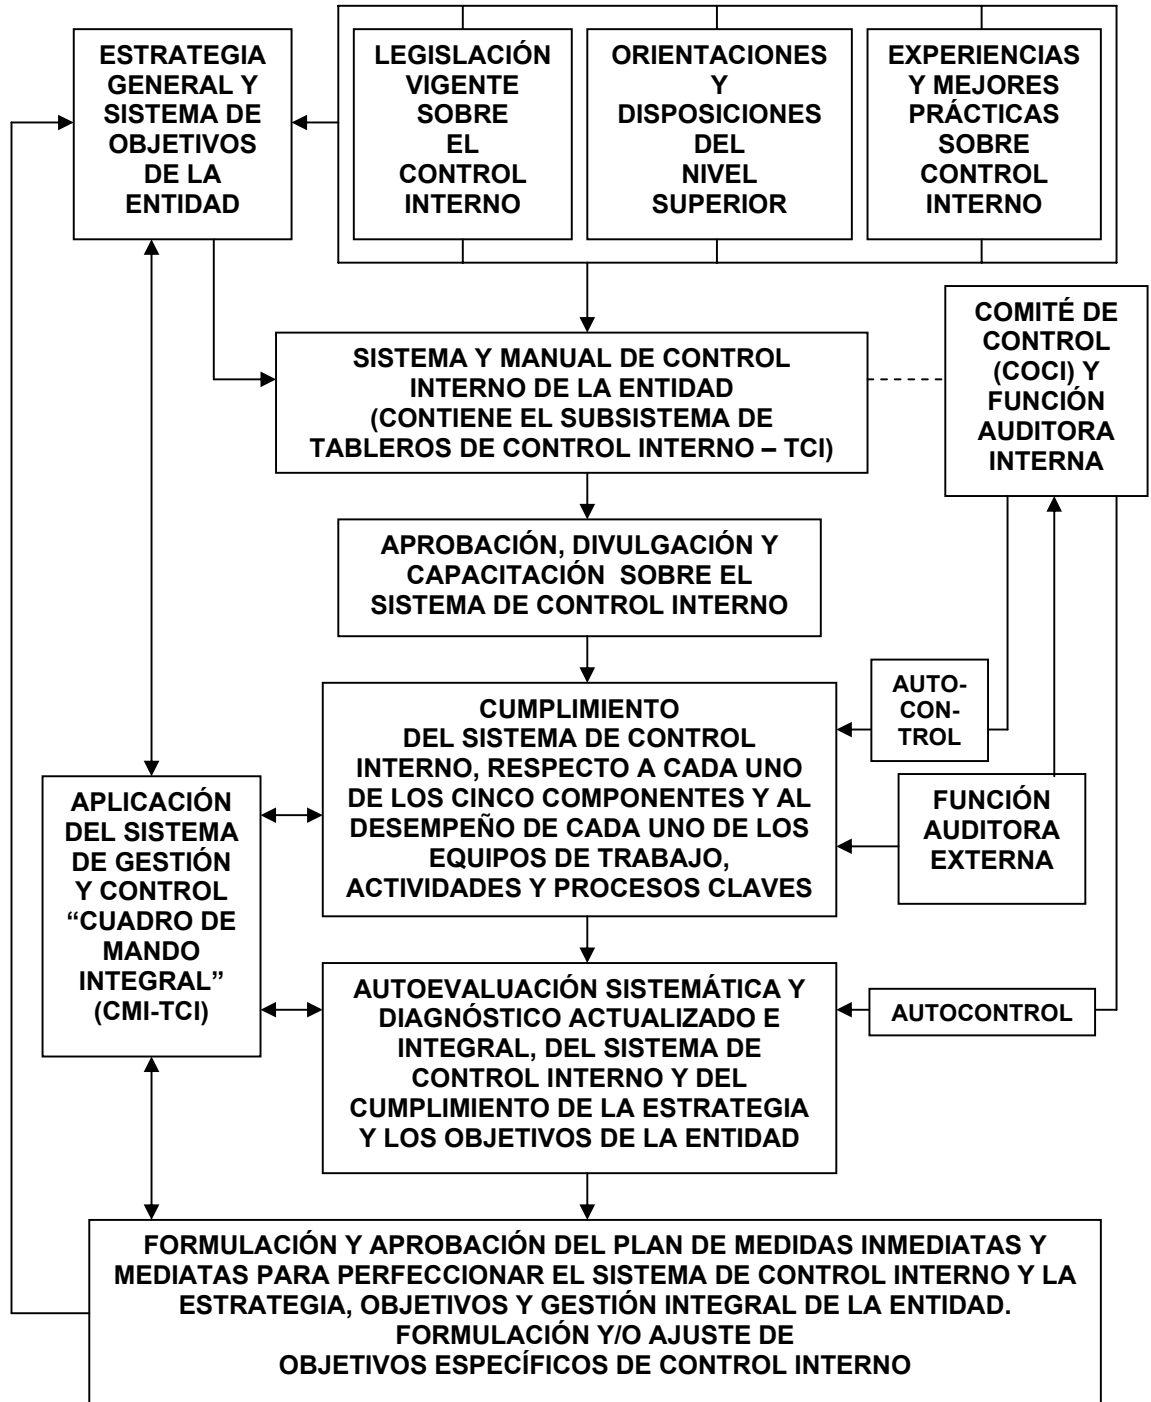 ESTRATEGIA
GENERAL Y
SISTEMA DE
OBJETIVOS
DE LA
ENTIDAD
LEGISLACIÓN
VIGENTE
SOBRE
EL
CONTROL
INTERNO
ORIENTACIONES
Y
DISPOSICIONES
DEL
NIVEL
SUPERIOR
EXPERIENCIAS
Y MEJORES
PRÁCTICAS
SOBRE
CONTROL
INTERNO
SISTEMA Y MANUAL DE CONTROL
INTERNO DE LA ENTIDAD
(CONTIENE EL SUBSISTEMA DE
TABLEROS DE CONTROL INTERNO – TCI)
COMITÉ DE
CONTROL
(COCI) Y
FUNCIÓN
AUDITORA
INTERNA
APROBACIÓN, DIVULGACIÓN Y
CAPACITACIÓN SOBRE EL
SISTEMA DE CONTROL INTERNO
CUMPLIMIENTO
DEL SISTEMA DE CONTROL
INTERNO, RESPECTO A CADA UNO
DE LOS CINCO COMPONENTES Y AL
DESEMPEÑO DE CADA UNO DE LOS
EQUIPOS DE TRABAJO,
ACTIVIDADES Y PROCESOS CLAVES
AUTO-
CON-
TROL
FUNCIÓN
AUDITORA
EXTERNA
APLICACIÓN
DEL SISTEMA
DE GESTIÓN
Y CONTROL
“CUADRO DE
MANDO
INTEGRAL”
(CMI-TCI)
AUTOEVALUACIÓN SISTEMÁTICA Y
DIAGNÓSTICO ACTUALIZADO E
INTEGRAL, DEL SISTEMA DE
CONTROL INTERNO Y DEL
CUMPLIMIENTO DE LA ESTRATEGIA
Y LOS OBJETIVOS DE LA ENTIDAD
AUTOCONTROL
FORMULACIÓN Y APROBACIÓN DEL PLAN DE MEDIDAS INMEDIATAS Y
MEDIATAS PARA PERFECCIONAR EL SISTEMA DE CONTROL INTERNO Y LA
ESTRATEGIA, OBJETIVOS Y GESTIÓN INTEGRAL DE LA ENTIDAD.
FORMULACIÓN Y/O AJUSTE DE
OBJETIVOS ESPECÍFICOS DE CONTROL INTERNO